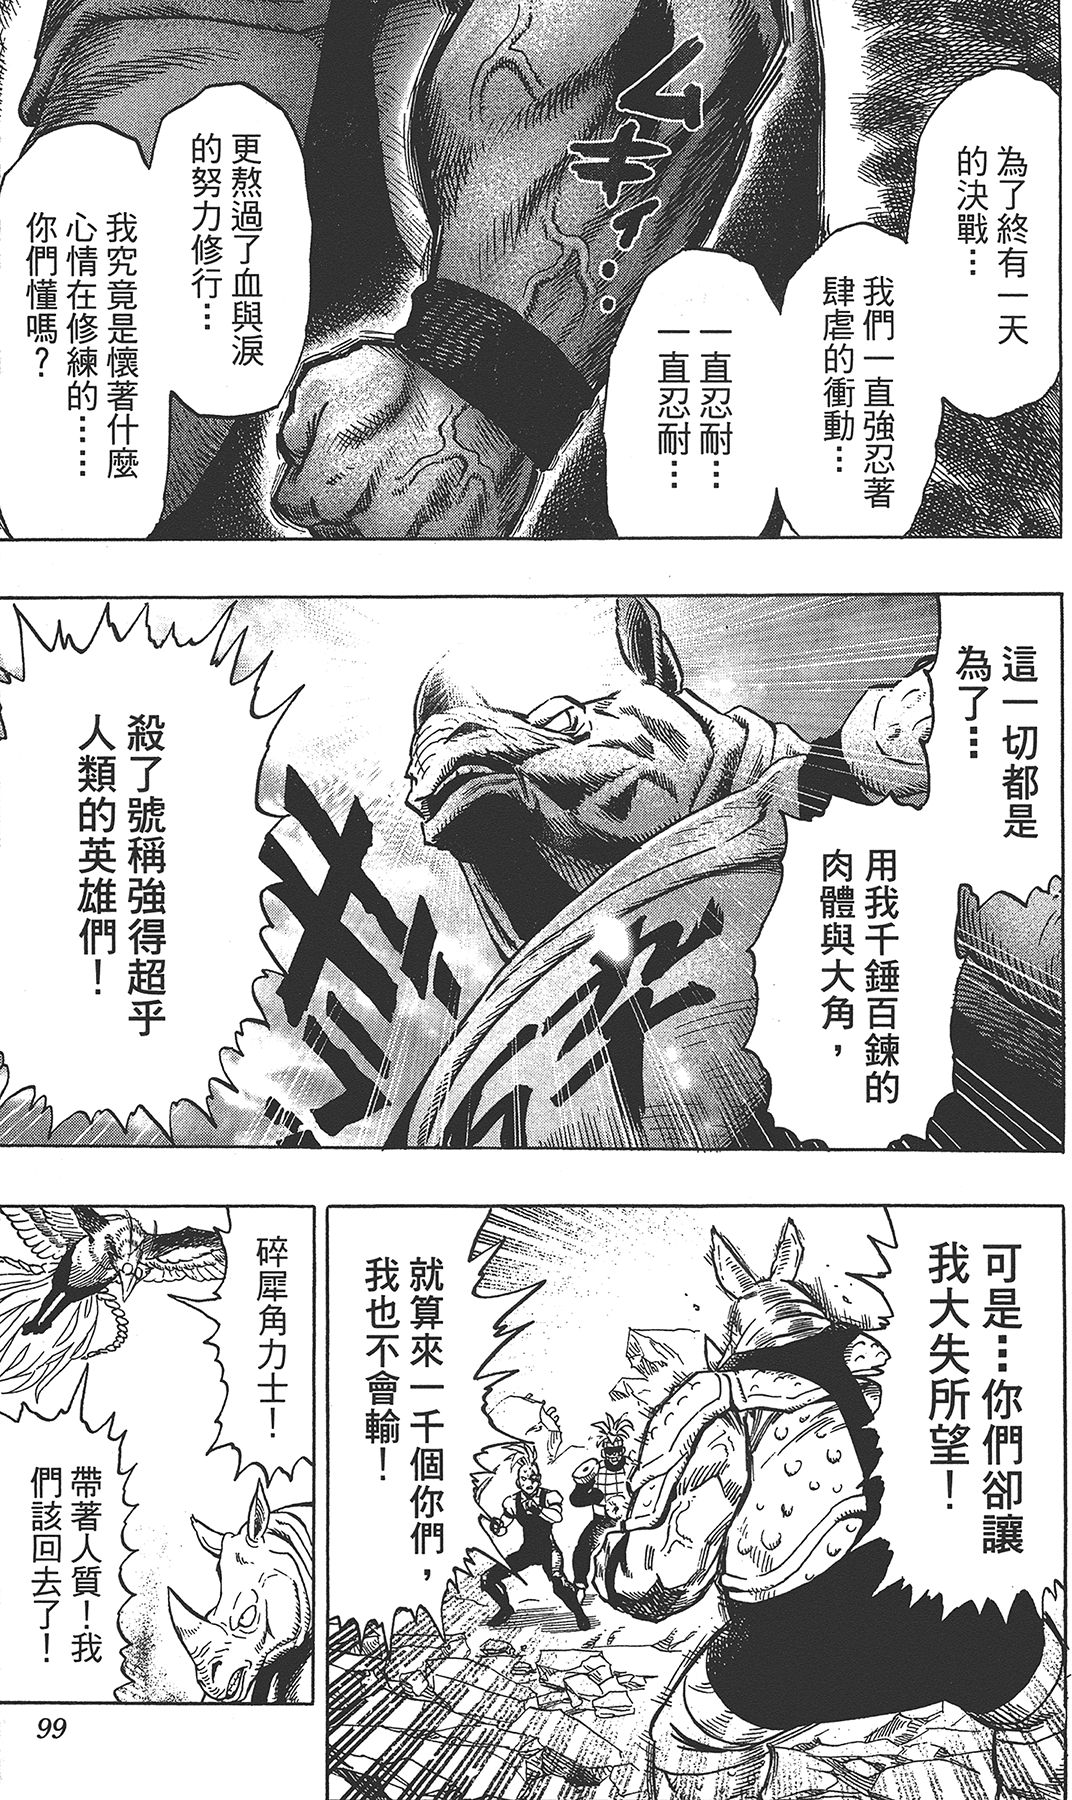 為了終有一天
的決戰…
我們一直強忍著
肆虐的衝動…
一直忍耐…
一直忍耐…
ムキィ…
更熬過了血與淚
的努力修行…
我究竟是懷著什麼
心情在修練的……
你們懂嗎？
這一切都是
為了…
用我千錘百鍊的
肉體與大角，
殺了號稱強得超乎
人類的英雄們！
可是…你們卻讓
我大失所望！
就算來一千個你們，
我也不會輸！
碎犀角力士！
帶著人質！我
們該回去了！
99